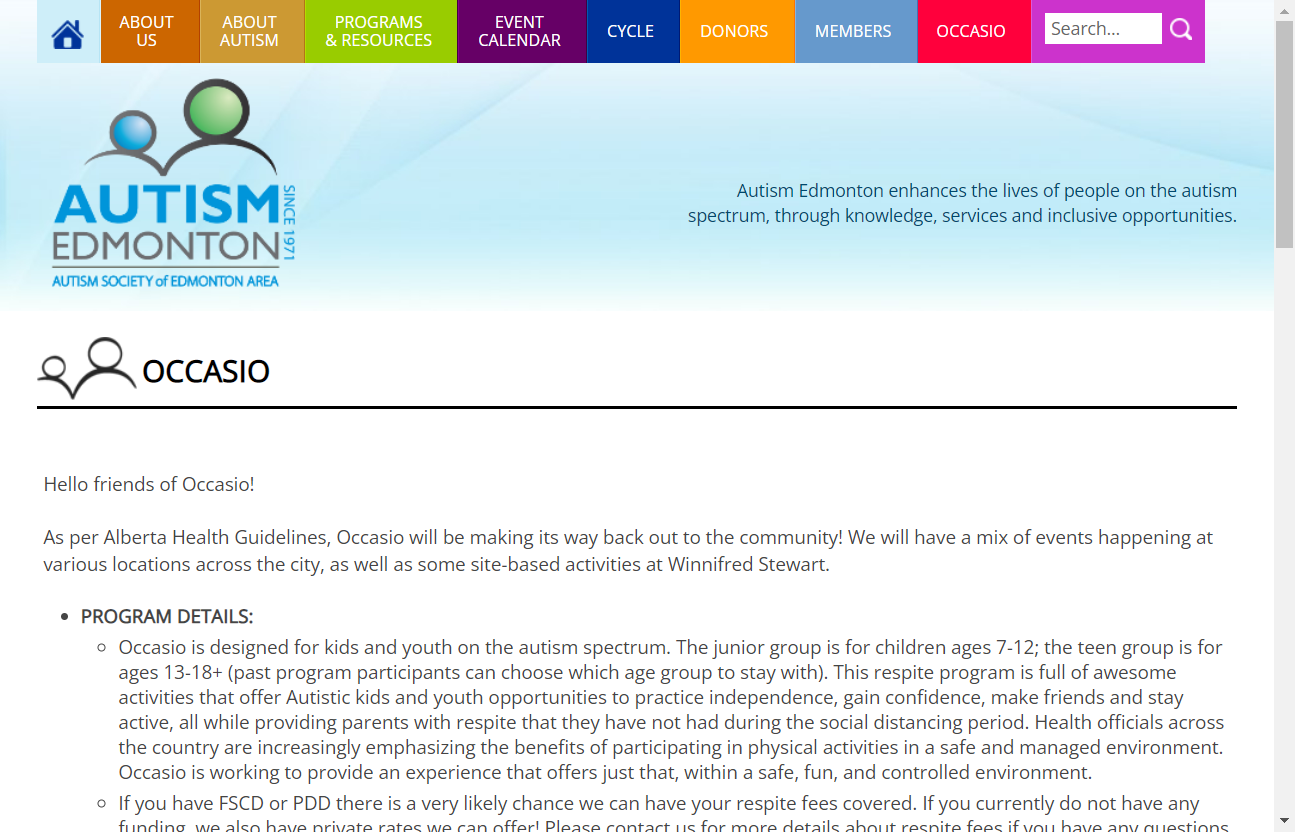 ABOUT
US
ABOUT
AUTISM
PROGRAMS
& RESOURCES
EVENT
CALENDAR
CYCLE
DONORS
MEMBERS
OCCASIO
Search...
AUTISM
EDMONTON
SINCE 1971
AUTISM SOCIETY of EDMONTON AREA
Autism Edmonton enhances the lives of people on the autism
spectrum, through knowledge, services and inclusive opportunities.
OCCASIO
Hello friends of Occasio!
As per Alberta Health Guidelines, Occasio will be making its way back out to the community! We will have a mix of events happening at
various locations across the city, as well as some site-based activities at Winnifred Stewart.
PROGRAM DETAILS:
Occasio is designed for kids and youth on the autism spectrum. The junior group is for children ages 7-12; the teen group is for
ages 13-18+ (past program participants can choose which age group to stay with). This respite program is full of awesome
activities that offer Autistic kids and youth opportunities to practice independence, gain confidence, make friends and stay
active, all while providing parents with respite that they have not had during the social distancing period. Health officials across
the country are increasingly emphasizing the benefits of participating in physical activities in a safe and managed environment.
Occasio is working to provide an experience that offers just that, within a safe, fun, and controlled environment.
If you have FSCD or PDD there is a very likely chance we can have your respite fees covered. If you currently do not have any
funding, we also have private rates we can offer! Please contact us for more details about respite fees if you have any questions